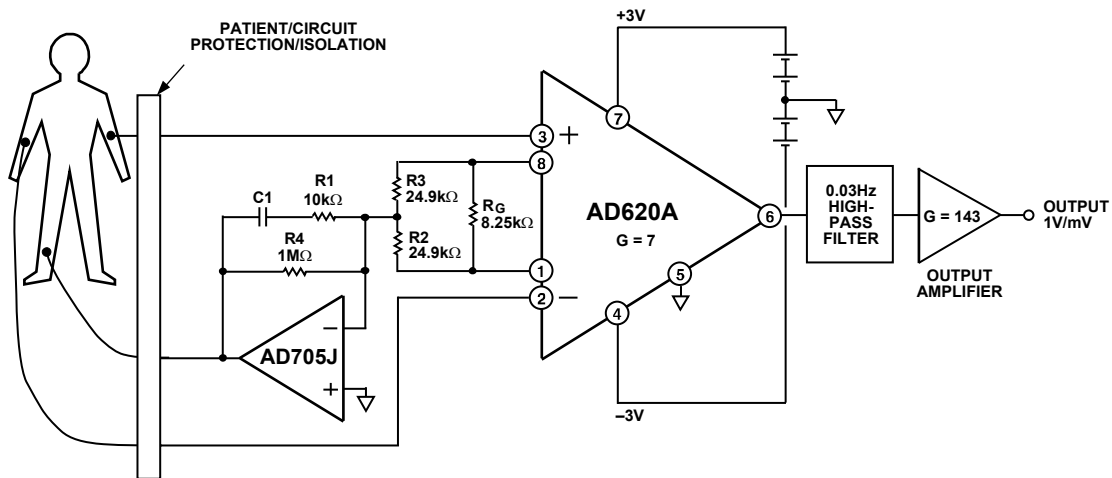 PATIENT/CIRCUIT
PROTECTION/ISOLATION
+3V
7
3
+
8
C1
R1
10kΩ
R3
24.9kΩ
RG
8.25kΩ
R4
1MΩ
R2
24.9kΩ
AD620A
G = 7
6
0.03Hz
HIGH-
PASS
FILTER
G = 143
OUTPUT
1V/mV
OUTPUT
AMPLIFIER
1
5
2
–
4
–
AD705J
+
–3V